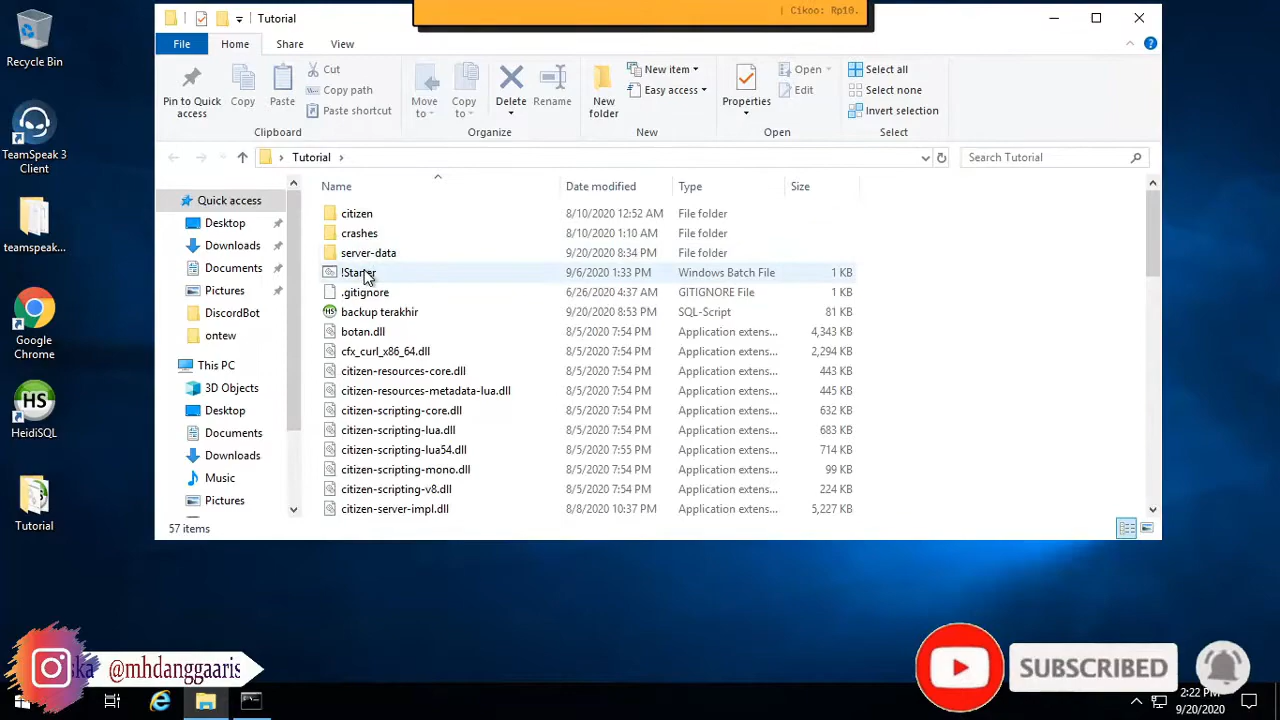 Tutorial
| Cikoo: Rp10.
File Home Share View
Pin to Quick access
Copy
Paste
Cut
Copy path
Paste shortcut
Clipboard
Move to
Copy to
Delete
Rename
Organize
New folder
New item
Easy access
New
Properties
Open
Edit
Open
Select all
Select none
Invert selection
Select
Tutorial
Search Tutorial
Name Date modified Type Size
citizen 8/10/2020 12:52 AM File folder
crashes 8/10/2020 1:10 AM File folder
server-data 9/20/2020 8:34 PM File folder
!Starter 9/6/2020 1:33 PM Windows Batch File 1 KB
.gitignore 6/26/2020 4:37 AM GITIGNORE File 1 KB
backup terakhir 9/20/2020 8:53 PM SQL-Script 81 KB
botan.dll 8/5/2020 7:54 PM Application extens... 4,343 KB
cfx_curl_x86_64.dll 8/5/2020 7:54 PM Application extens... 2,294 KB
citizen-resources-core.dll 8/5/2020 7:54 PM Application extens... 443 KB
citizen-resources-metadata-lua.dll 8/5/2020 7:54 PM Application extens... 445 KB
citizen-scripting-core.dll 8/5/2020 7:54 PM Application extens... 632 KB
citizen-scripting-lua.dll 8/5/2020 7:54 PM Application extens... 683 KB
citizen-scripting-lua54.dll 8/5/2020 7:55 PM Application extens... 714 KB
citizen-scripting-mono.dll 8/5/2020 7:54 PM Application extens... 99 KB
citizen-scripting-v8.dll 8/5/2020 7:54 PM Application extens... 224 KB
citizen-server-impl.dll 8/8/2020 10:37 PM Application extens... 5,227 KB
Quick access
Desktop
Downloads
Documents
Pictures
DiscordBot
ontew
This PC
3D Objects
Desktop
Documents
Downloads
Music
Pictures
57 items
Recycle Bin
TeamSpeak 3
Client
teamspeak...
Google
Chrome
HS
HeidiSQL
Tutorial
ska @mhdanggaaris
SUBSCRIBED
2:22 PM
9/20/2020